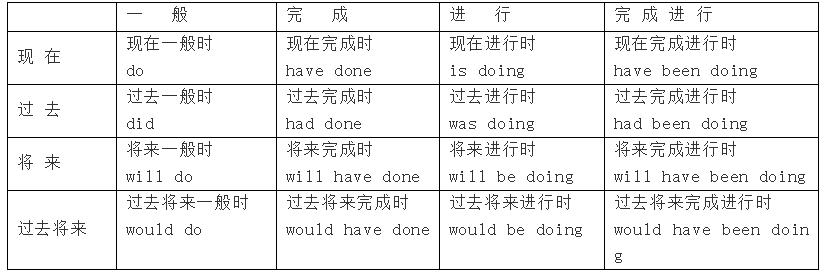 一 般 完 成 进 行 完 成 进 行
现 在 现在一般时 现在完成时 现在进行时 现在完成进行时
do have done is doing have been doing
过 去 过去一般时 过去完成时 过去进行时 过去完成进行时
did had done was doing had been doing
将 来 将来一般时 将来完成时 将来进行时 将来完成进行时
will do will have done will be doing will have been doing
过去将来 过去将来一般时 过去将来完成时 过去将来进行时 过去将来完成进行时
would do would have done would be doing would have been doin
g